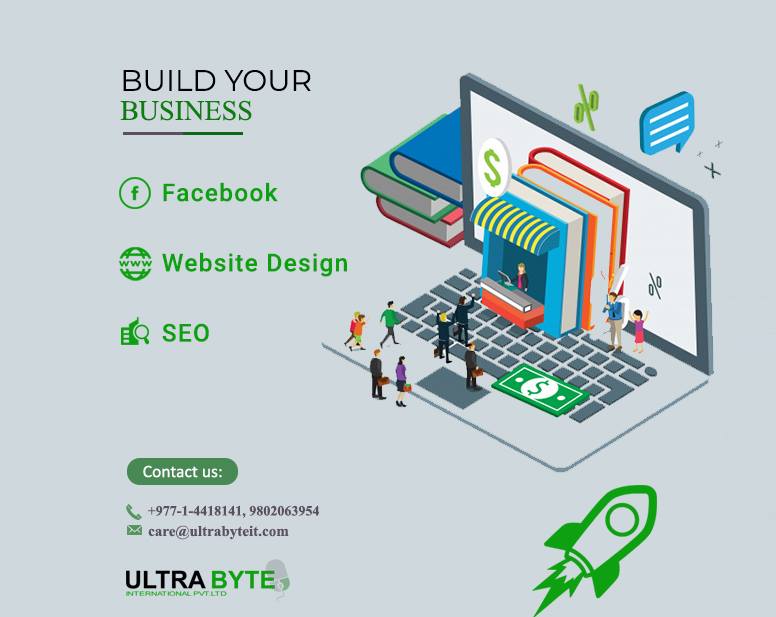 BUILD YOUR
BUSINESS
f Facebook
www Website Design
SEO
Contact us:
+977-1-4418141, 9802063954
care@ultrabyteit.com
ULTRA BYTE
INTERNATIONAL PVT.LTD
$
%
%
$